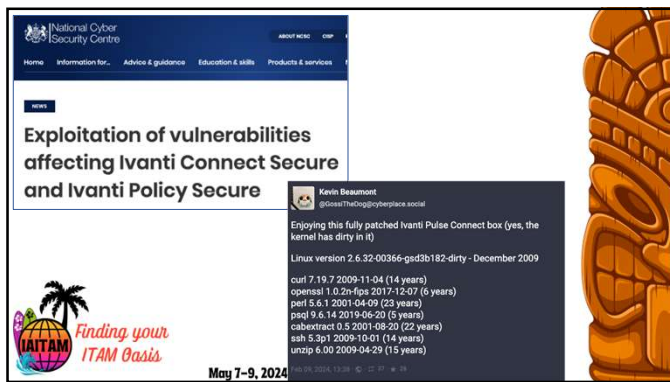 National Cyber
Security Centre
ABOUT NCSC CISP
Home Information for... Advice & guidance Education & skills Products & services
NEWS
Exploitation of vulnerabilities
affecting Ivanti Connect Secure
and Ivanti Policy Secure
Kevin Beaumont
@GossiTheDog@cyberplace.social
Enjoying this fully patched Ivanti Pulse Connect box (yes, the
kernel has dirty in it)
Linux version 2.6.32-00366-gsd3b182-dirty - December 2009
curl 7.19.7 2009-11-04 (14 years)
openssl 1.0.2n-fips 2017-12-07 (6 years)
perl 5.6.1 2001-04-09 (23 years)
psql 9.6.14 2019-06-20 (5 years)
cabextract 0.5 2001-08-20 (22 years)
ssh 5.3p1 2009-10-01 (14 years)
unzip 6.00 2009-04-29 (15 years)
Feb 09, 2024, 13:38
IAITAM
Finding your
ITAM Oasis
May 7-9, 2024